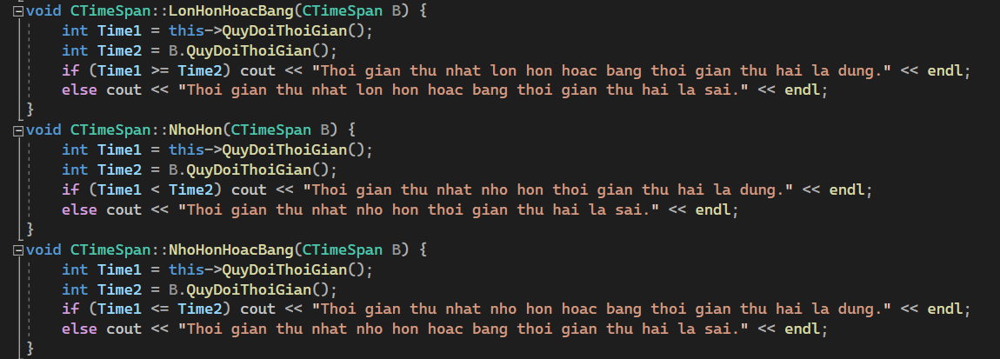 void CTimeSpan::LonHonHoacBang(CTimeSpan B) {
    int Time1 = this->QuyDoiThoiGian();
    int Time2 = B.QuyDoiThoiGian();
    if (Time1 >= Time2) cout << "Thoi gian thu nhat lon hon hoac bang thoi gian thu hai la dung." << endl;
    else cout << "Thoi gian thu nhat lon hon hoac bang thoi gian thu hai la sai." << endl;
}
void CTimeSpan::NhoHon(CTimeSpan B) {
    int Time1 = this->QuyDoiThoiGian();
    int Time2 = B.QuyDoiThoiGian();
    if (Time1 < Time2) cout << "Thoi gian thu nhat nho hon thoi gian thu hai la dung." << endl;
    else cout << "Thoi gian thu nhat nho hon thoi gian thu hai la sai." << endl;
}
void CTimeSpan::NhoHonHoacBang(CTimeSpan B) {
    int Time1 = this->QuyDoiThoiGian();
    int Time2 = B.QuyDoiThoiGian();
    if (Time1 <= Time2) cout << "Thoi gian thu nhat nho hon hoac bang thoi gian thu hai la dung." << endl;
    else cout << "Thoi gian thu nhat nho hon hoac bang thoi gian thu hai la sai." << endl;
}